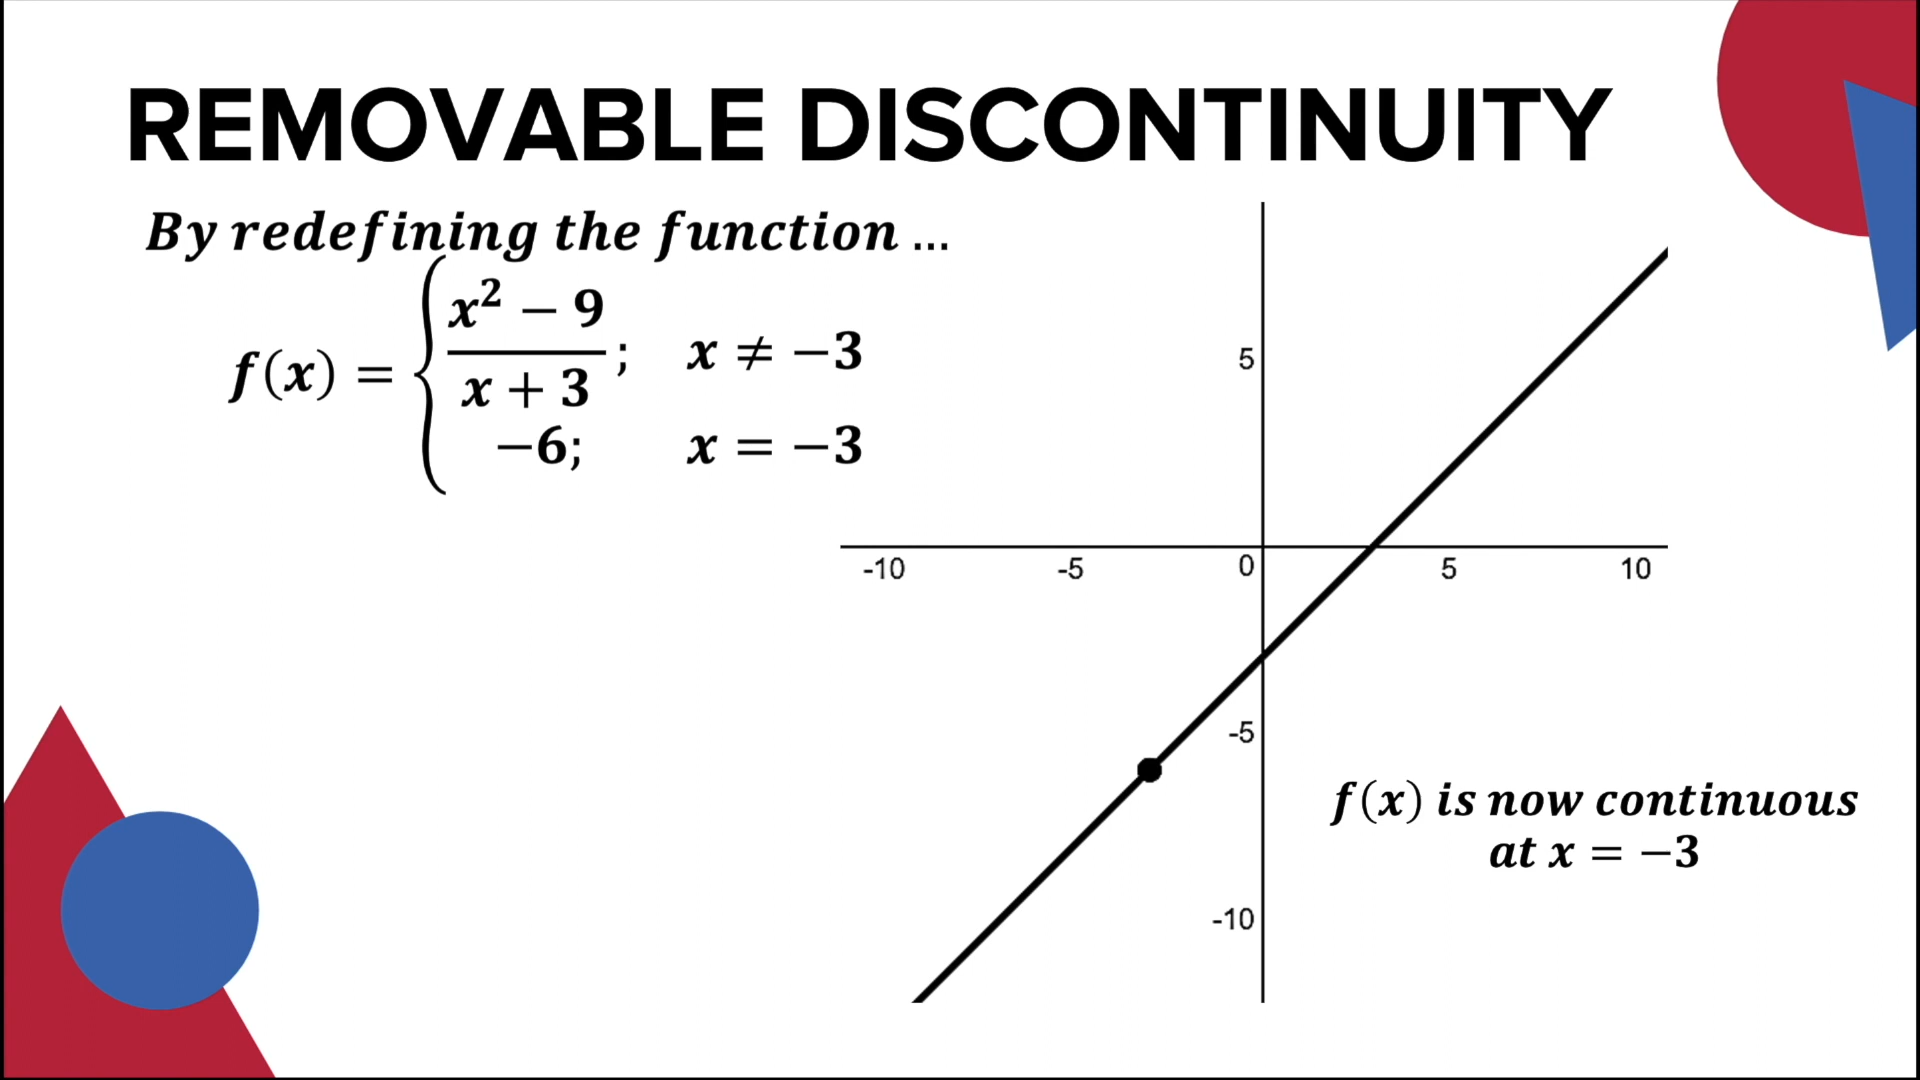 REMOVABLE DISCONTINUITY
By redefining the function ...
f(x) = { x² − 9 / x + 3 ; x ≠ −3
−6; x = −3
5
-10 -5 0 5 10
-5
-10
f(x) is now continuous
at x = −3